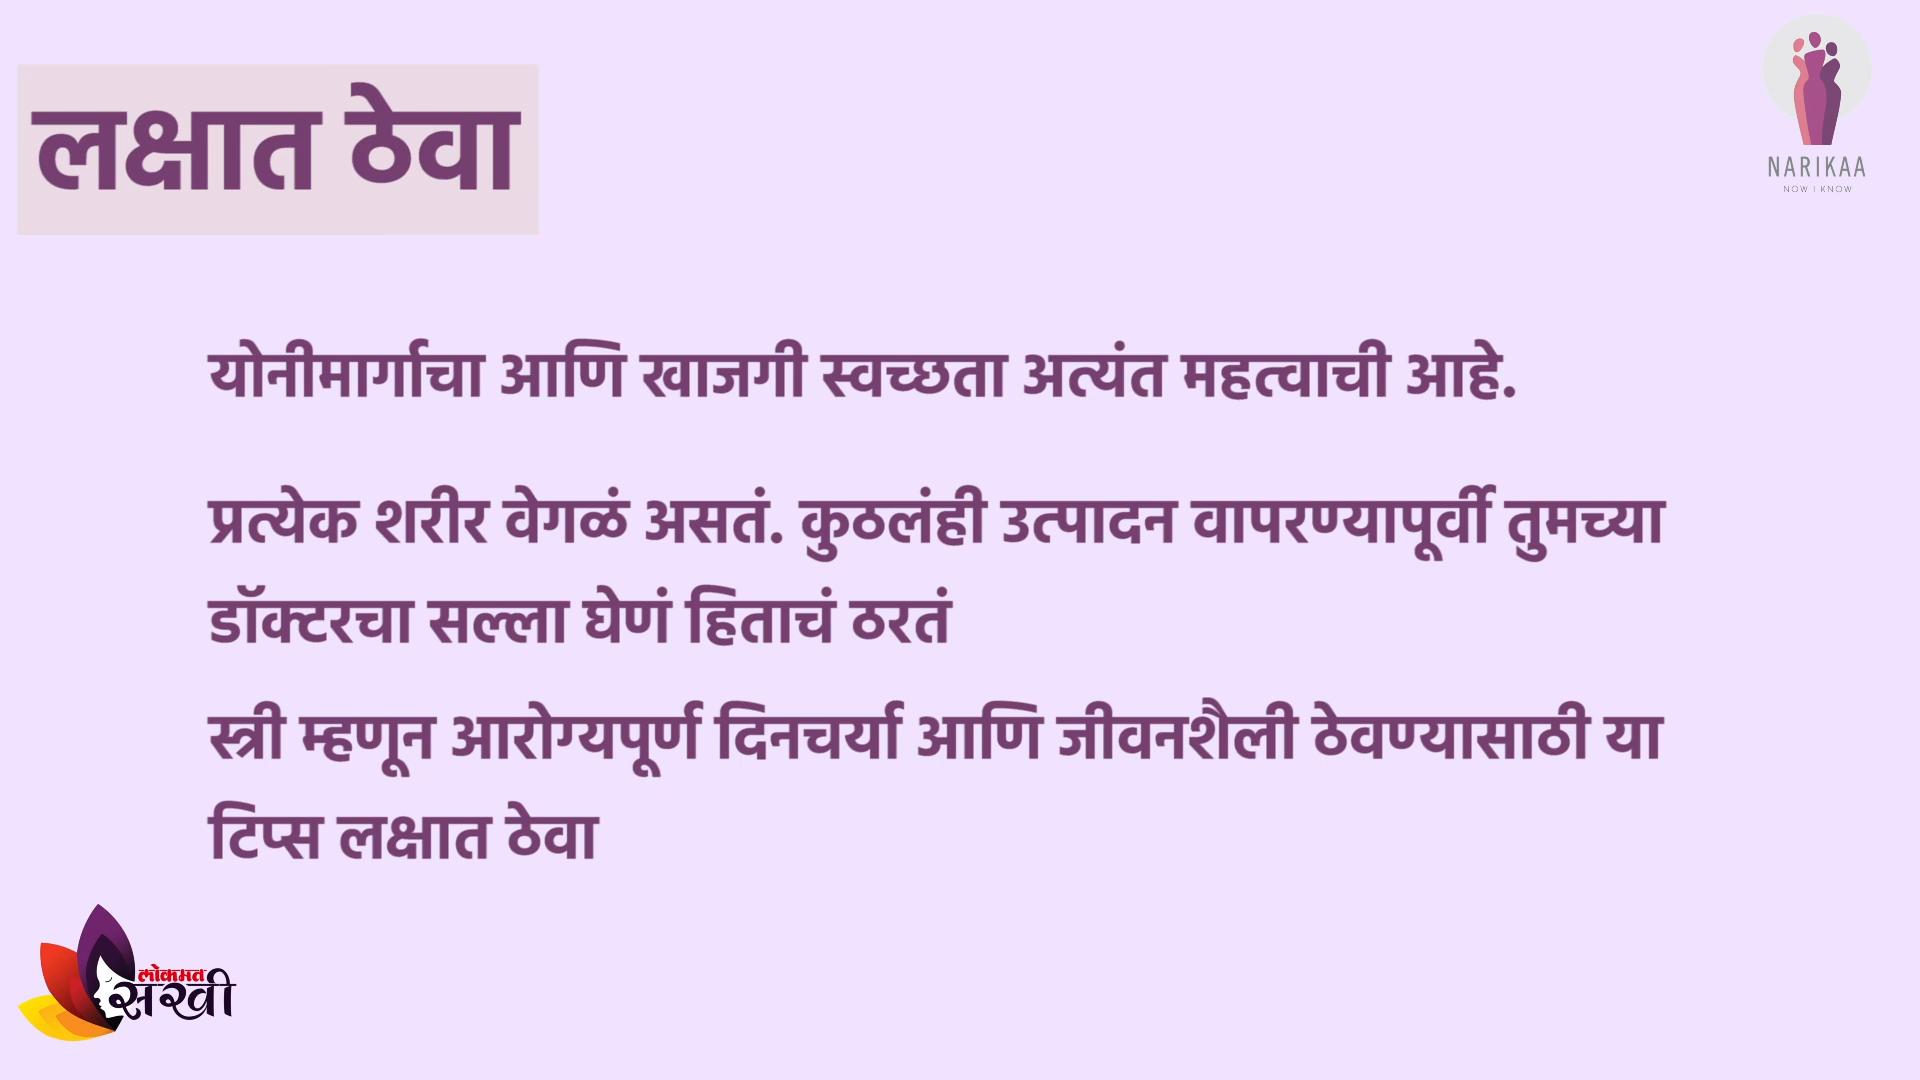 लक्षात ठेवा
NARIKAA
NOW I KNOW
योनीमार्गाचा आणि खाजगी स्वच्छता अत्यंत महत्वाची आहे.
प्रत्येक शरीर वेगळं असतं. कुठलंही उत्पादन वापरण्यापूर्वी तुमच्या
डॉक्टरचा सल्ला घेणं हिताचं ठरतं
स्त्री म्हणून आरोग्यपूर्ण दिनचर्या आणि जीवनशैली ठेवण्यासाठी या
टिप्स लक्षात ठेवा
लोकमत
सखी